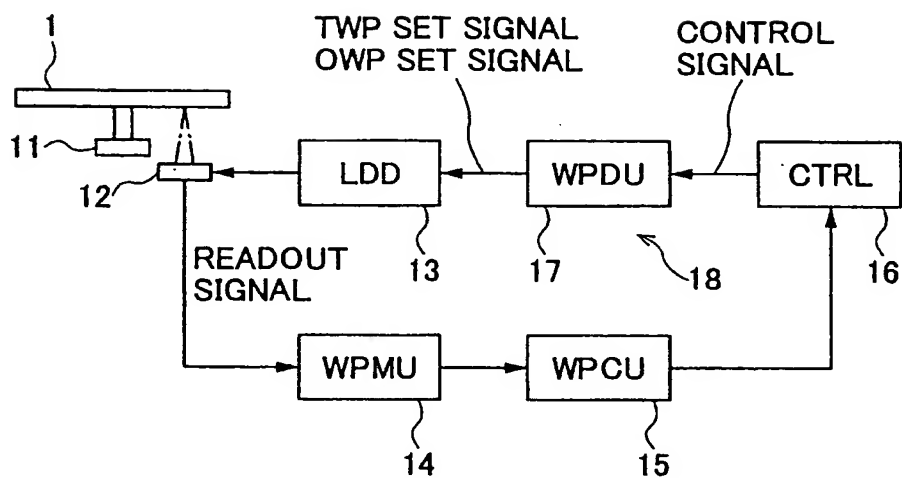 1
TWP SET SIGNAL
OWP SET SIGNAL
CONTROL
SIGNAL
11
12
LDD
WPDU
CTRL
13
17
18
16
READOUT
SIGNAL
WPMU
WPCU
14
15